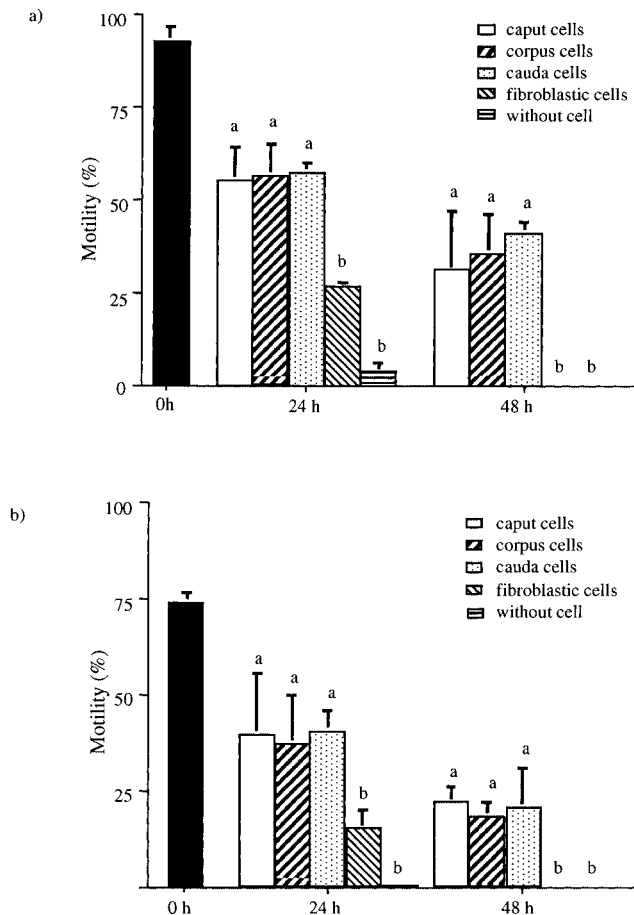 a)
100
75
50
25
0
Motility (%)
caput cells
corpus cells
cauda cells
fibroblastic cells
without cell
a a a b b
a a a b b
0h 24 h 48 h
b)
100
75
50
25
Motility (%)
caput cells
corpus cells
cauda cells
fibroblastic cells
without cell
a a a b b
a a a b b
0 h 24 h 48 h